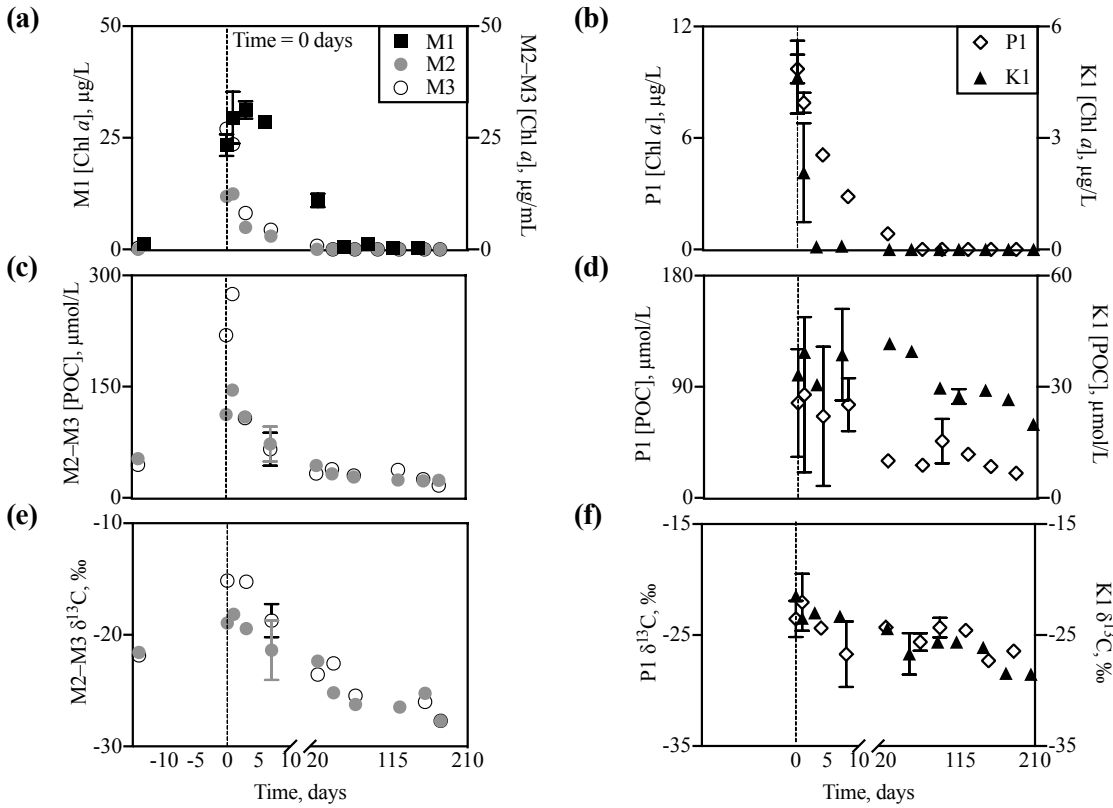 (a)
50
25
0
M1 [Chl a], µg/L
Time = 0 days
M1
M2
M3
50
25
0
M2–M3 [Chl a], µg/mL
(b)
12
6
0
P1 [Chl a], µg/L
P1
K1
6
3
0
K1 [Chl a], µg/L
(c)
300
150
0
M2–M3 [POC], µmol/L
(d)
180
90
0
P1 [POC], µmol/L
60
30
0
K1 [POC], µmol/L
(e)
-10
-20
-30
M2–M3 δ¹³C, ‰
-10 -5 0 5 10 20 115 210
Time, days
(f)
-15
-25
-35
P1 δ¹³C, ‰
-15
-25
-35
K1 δ¹³C, ‰
0 5 10 20 115 210
Time, days